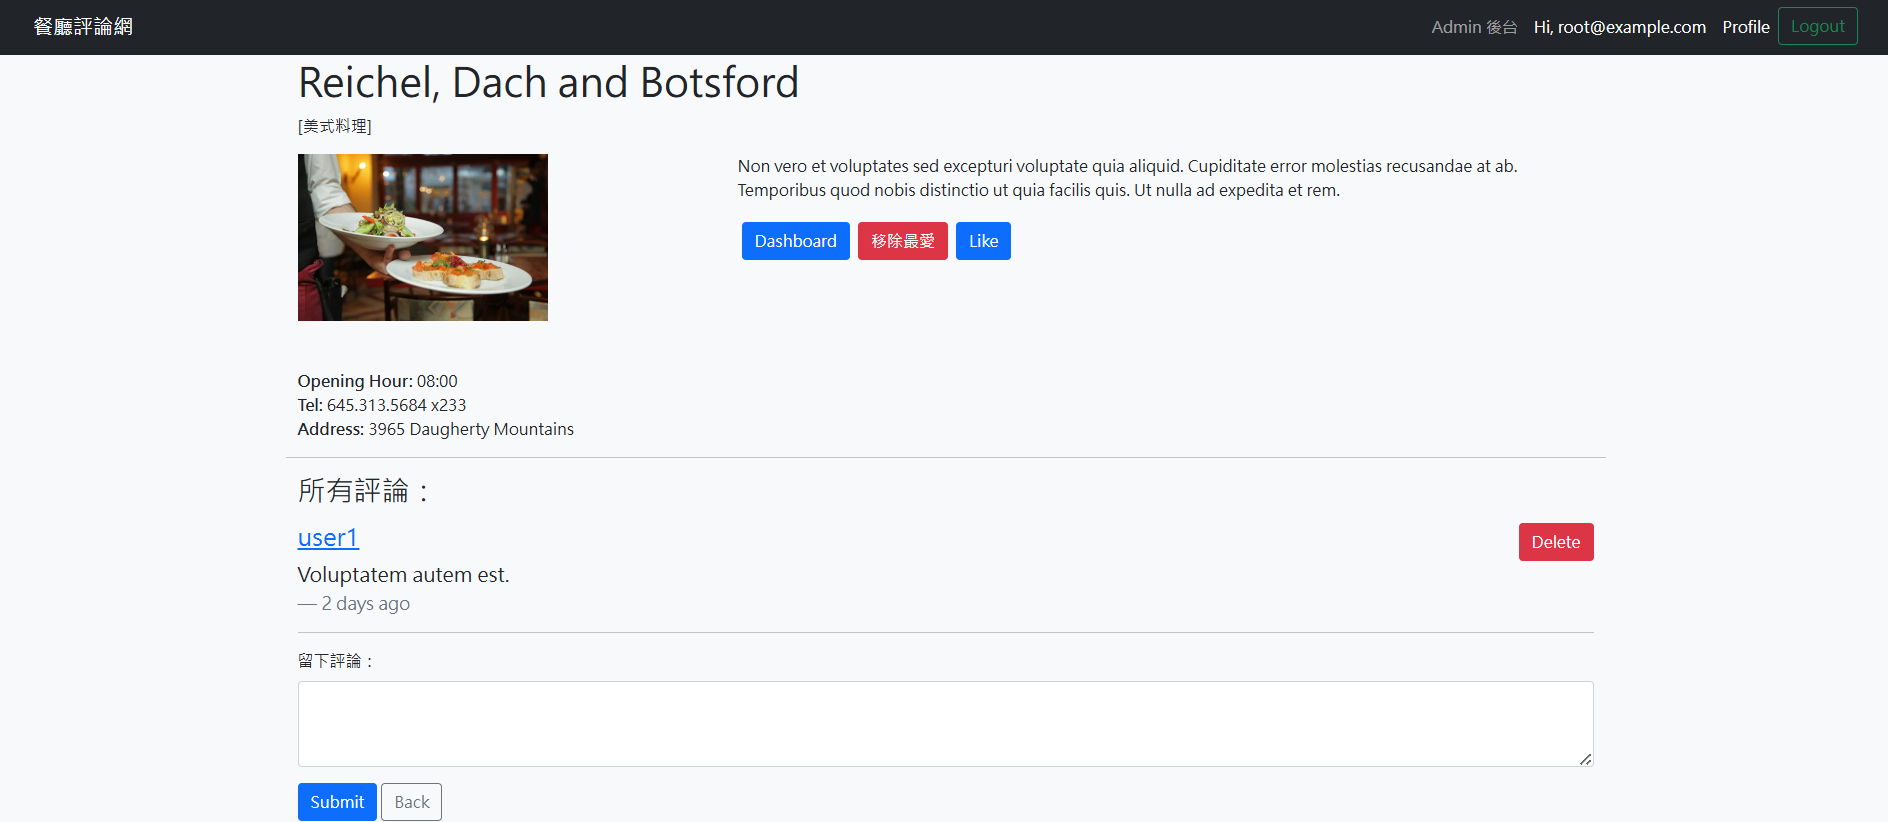 餐廳評論網 Admin 後台 Hi, root@example.com Profile Logout
Reichel, Dach and Botsford
[美式料理]
Non vero et voluptates sed excepturi voluptate quia aliquid. Cupiditate error molestias recusandae at ab.
Temporibus quod nobis distinctio ut quia facilis quis. Ut nulla ad expedita et rem.
Dashboard 移除最愛 Like
Opening Hour: 08:00
Tel: 645.313.5684 x233
Address: 3965 Daugherty Mountains
所有評論：
user1 Delete
Voluptatem autem est.
— 2 days ago
留下評論：
Submit Back